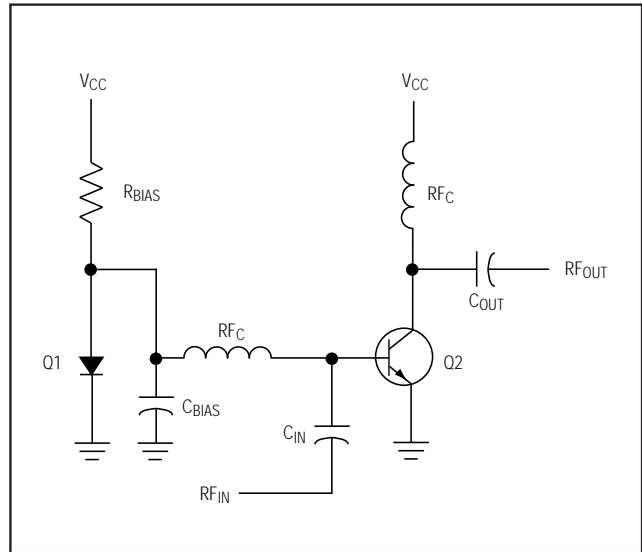 VCC
VCC
RBIAS
RFC
RFOUT
COUT
RFC
Q1
Q2
CBIAS
CIN
RFIN